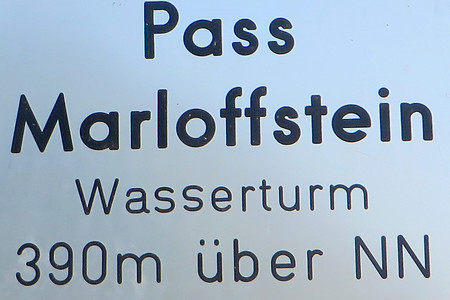 Pass
Marloffstein
Wasserturm
390m über NN